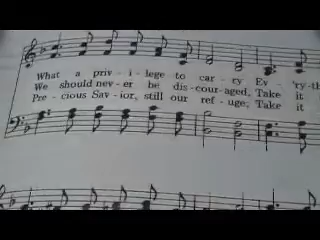 What a priv - i - lege to car - ry Ev - 'ry-th
We should nev - er be dis - cour - aged, Take it
Pre - cious Sav - ior, still our ref - uge; Take it